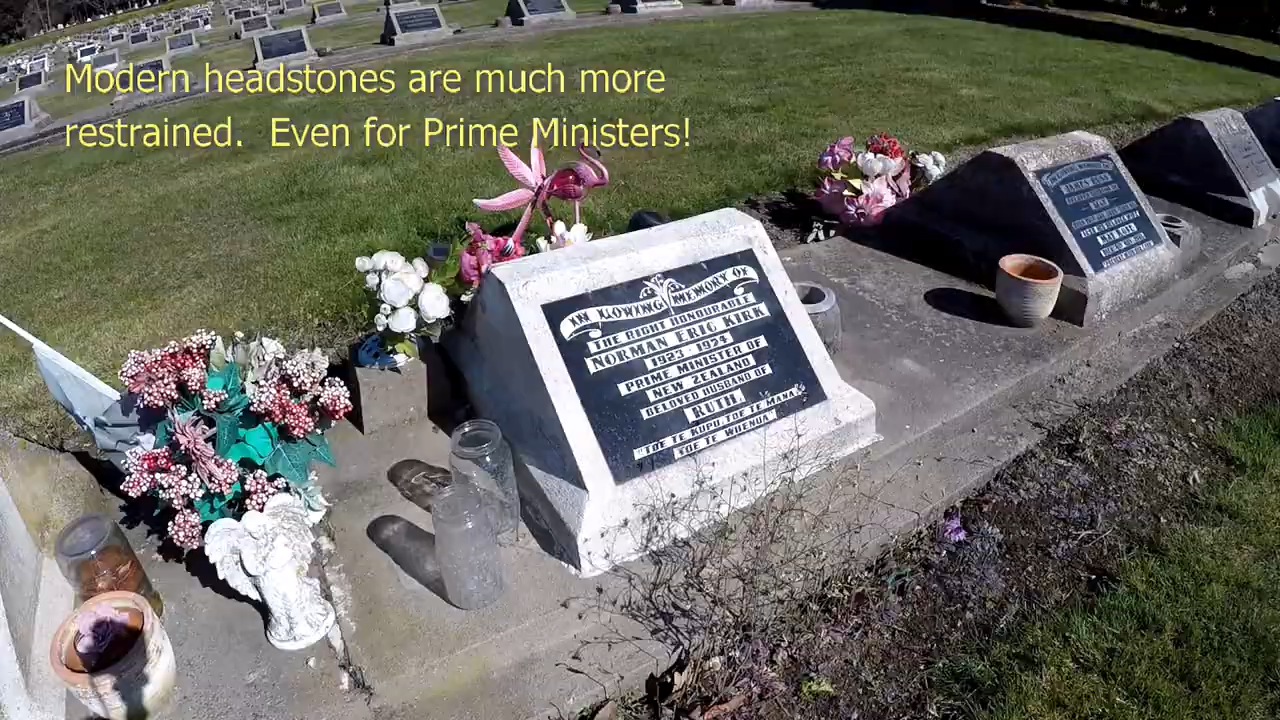 Modern headstones are much more
restrained.  Even for Prime Ministers!
IN LOVING MEMORY OF
THE RIGHT HONOURABLE
NORMAN ERIC KIRK
1923 - 1974
PRIME MINISTER OF
NEW ZEALAND
BELOVED HUSBAND OF
RUTH.
"TOE TE KUPU, TOE TE MANA,
TOE TE WHENUA"